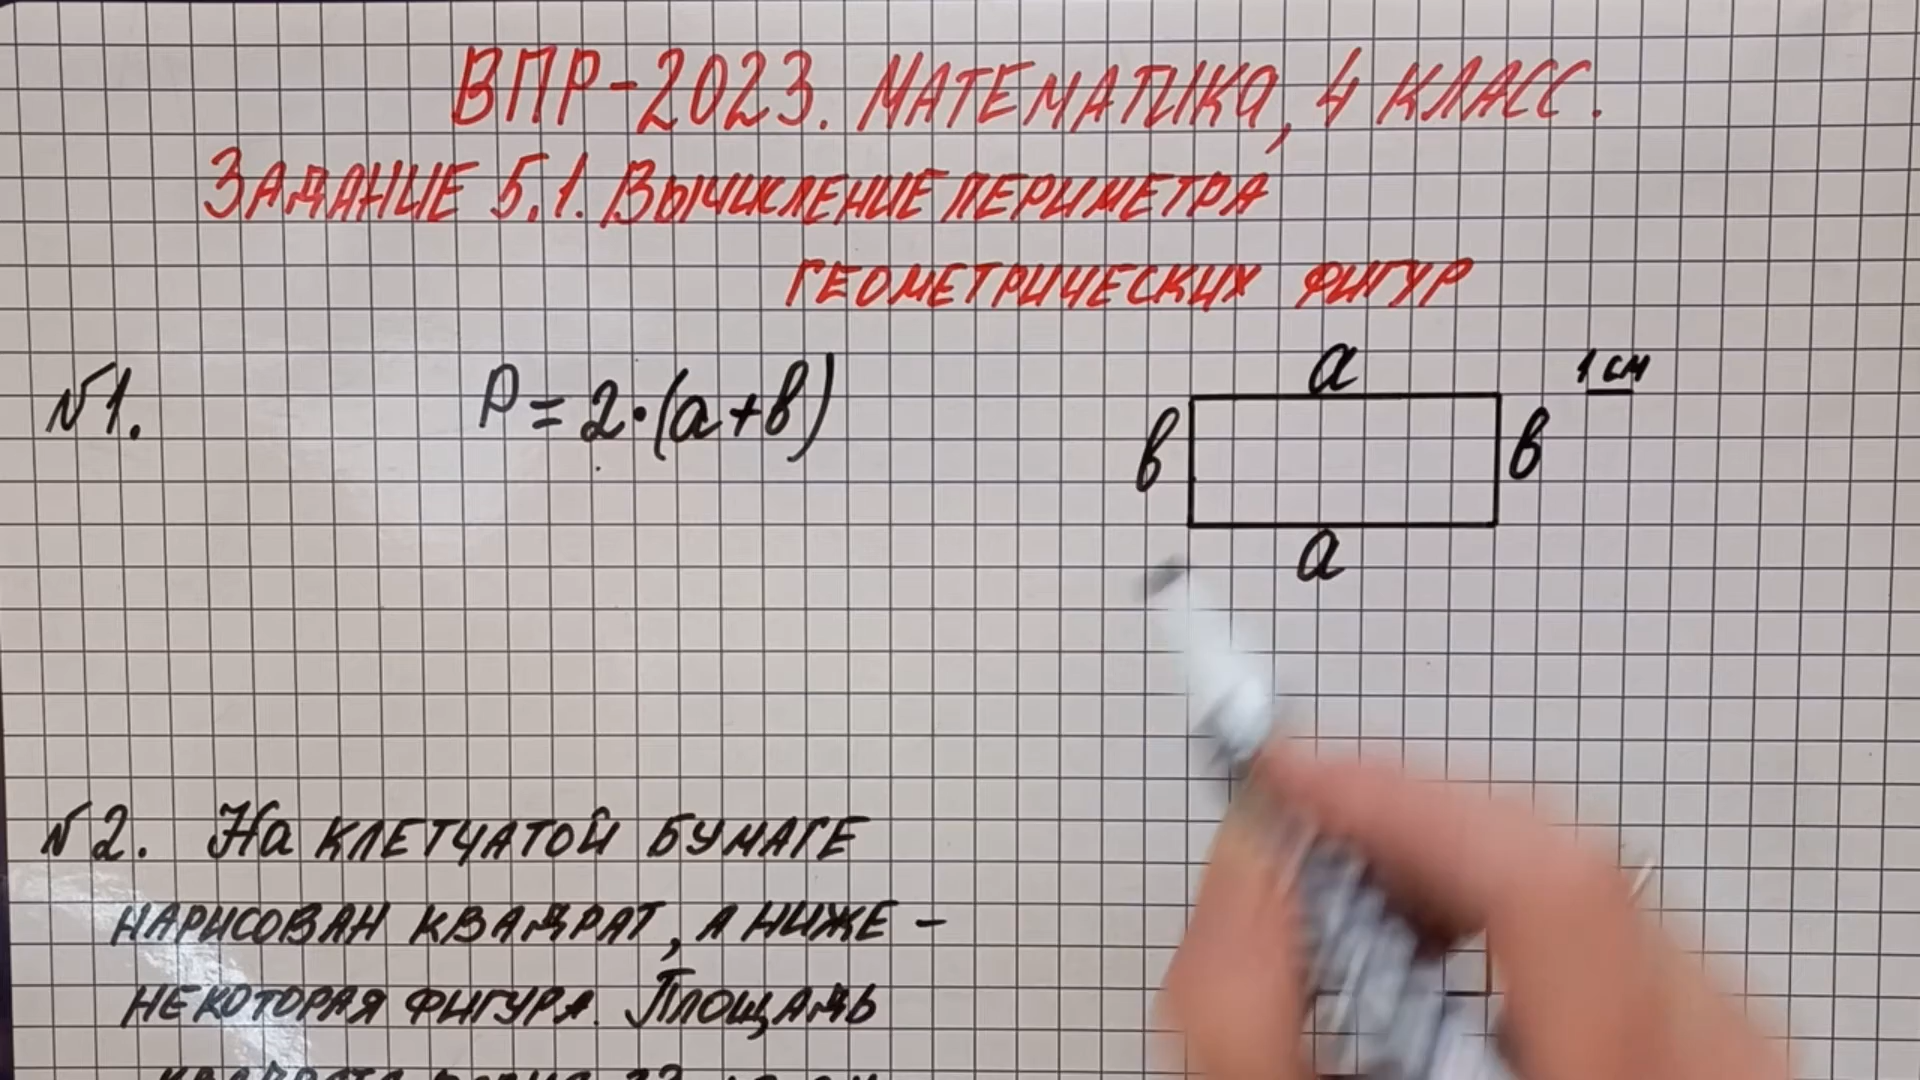 ВПР-2023. МАТЕМАТИКА, 4 КЛАСС.
ЗАДАНИЕ 5.1. ВЫЧИСЛЕНИЕ ПЕРИМЕТРА
ГЕОМЕТРИЧЕСКИХ ФИГУР
№1.
P = 2·(a+b)
a
1 см
b
b
a
№2. На КЛЕТЧАТОЙ БУМАГЕ
НАРИСОВАН КВАДРАТ, А НИЖЕ –
НЕКОТОРАЯ ФИГУРА. ПЛОЩАДЬ